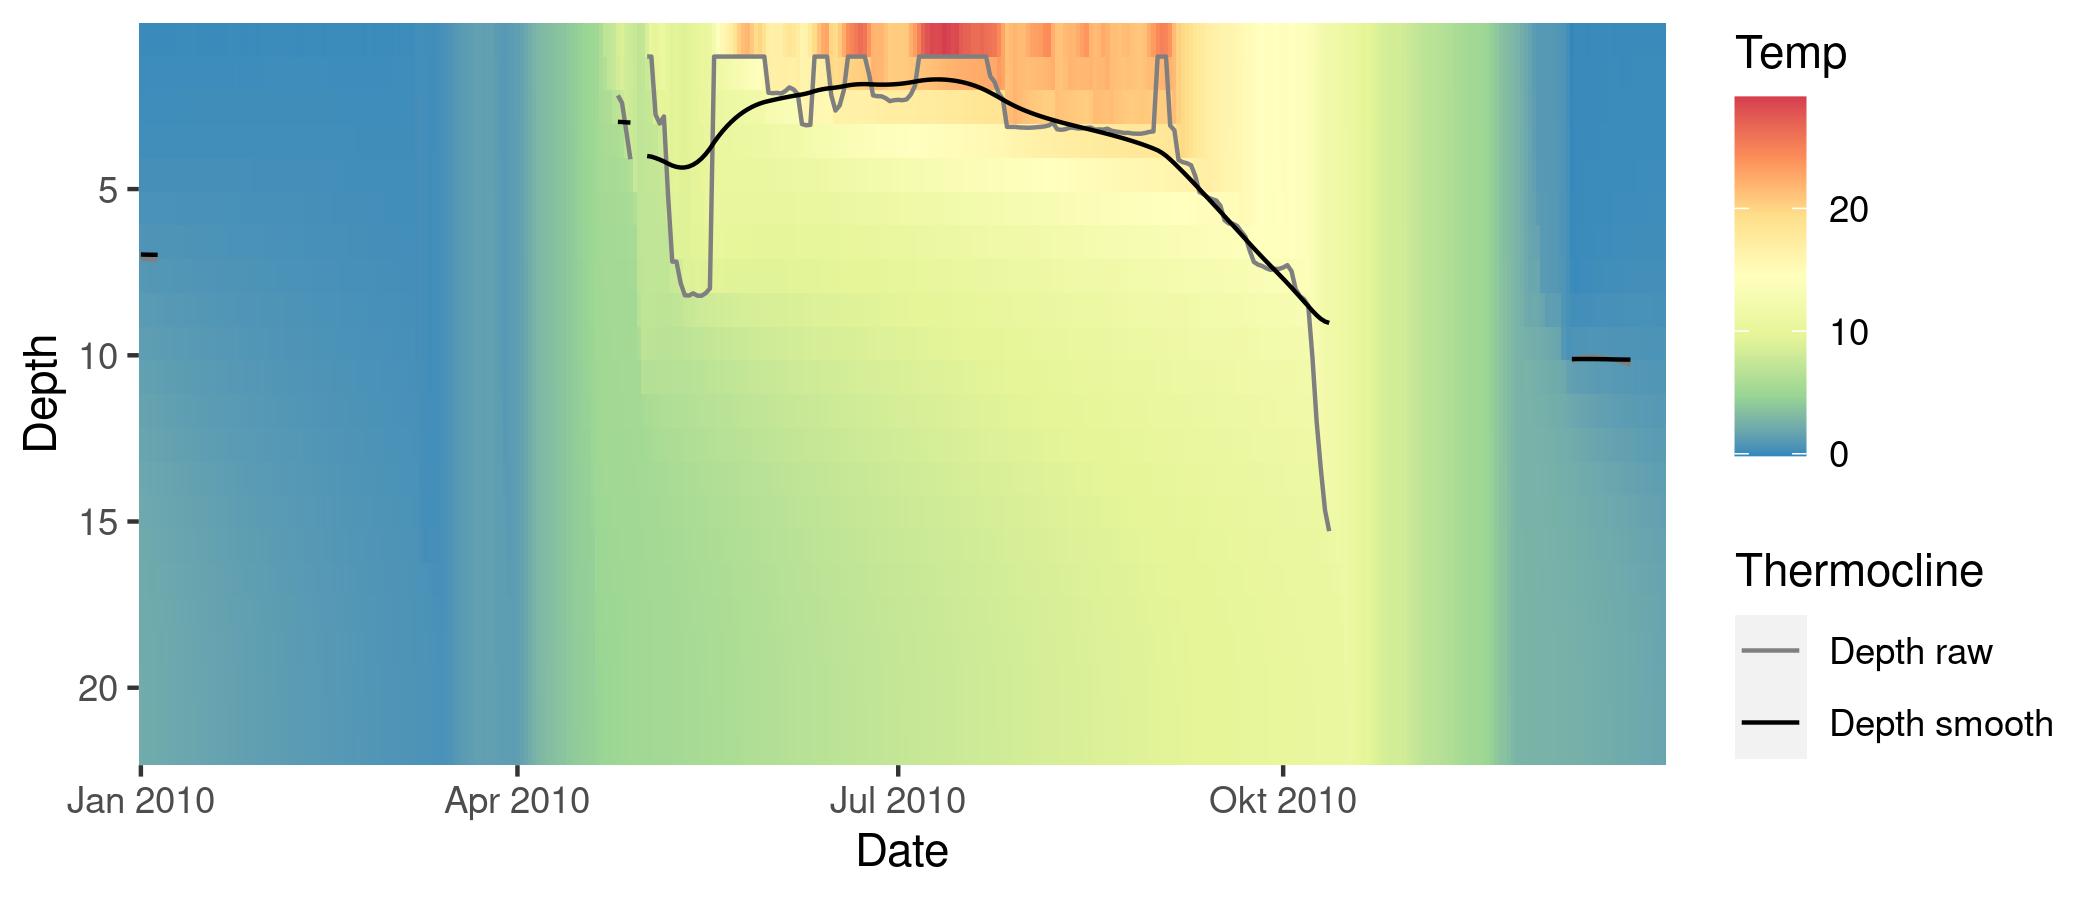 Temp
20
10
0
Thermocline
Depth raw
Depth smooth
Depth
5
10
15
20
Jan 2010
Apr 2010
Jul 2010
Okt 2010
Date